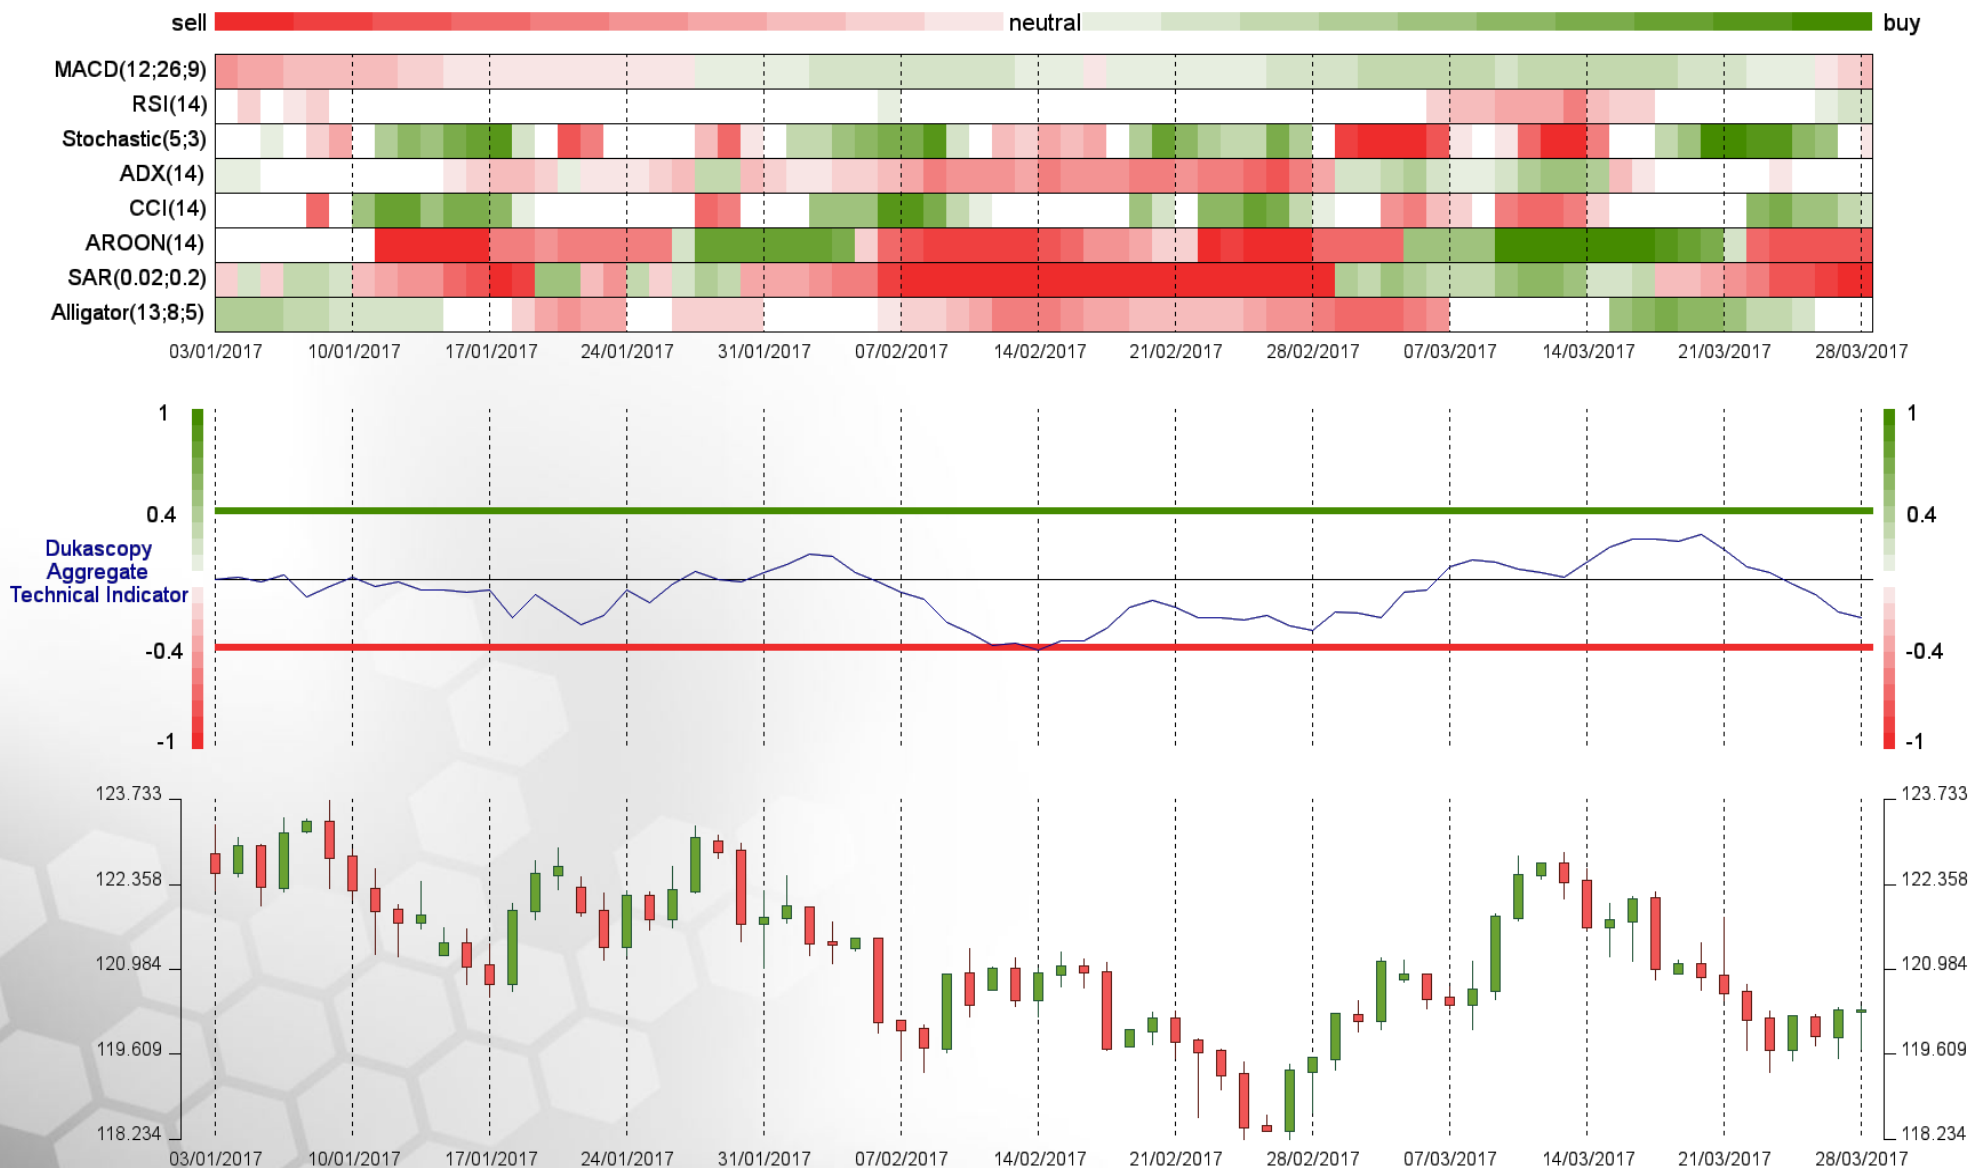 sell neutral buy
MACD(12;26;9)
RSI(14)
Stochastic(5;3)
ADX(14)
CCI(14)
AROON(14)
SAR(0.02;0.2)
Alligator(13;8;5)
03/01/2017 10/01/2017 17/01/2017 24/01/2017 31/01/2017 07/02/2017 14/02/2017 21/02/2017 28/02/2017 07/03/2017 14/03/2017 21/03/2017 28/03/2017
1 1
0.4 0.4
Dukascopy
Aggregate
Technical Indicator
-0.4 -0.4
-1 -1
123.733 123.733
122.358 122.358
120.984 120.984
119.609 119.609
118.234 118.234
03/01/2017 10/01/2017 17/01/2017 24/01/2017 31/01/2017 07/02/2017 14/02/2017 21/02/2017 28/02/2017 07/03/2017 14/03/2017 21/03/2017 28/03/2017